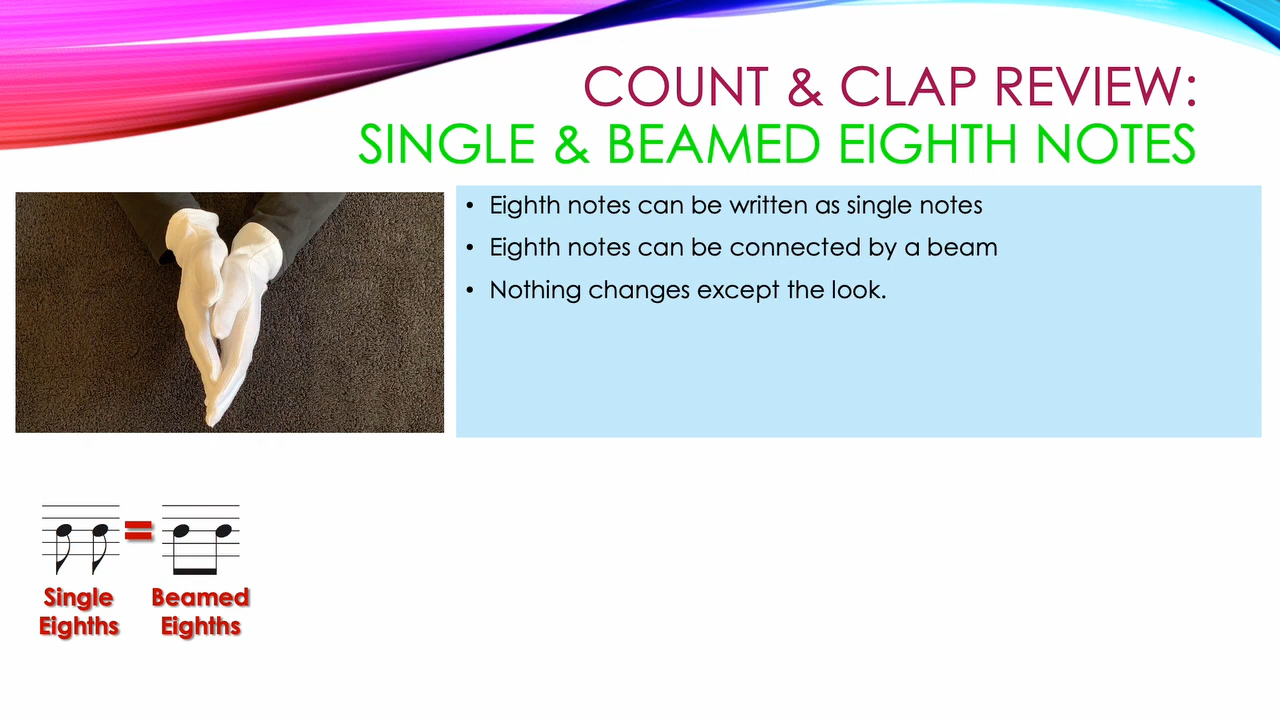 COUNT & CLAP REVIEW:
SINGLE & BEAMED EIGHTH NOTES
• Eighth notes can be written as single notes
• Eighth notes can be connected by a beam
• Nothing changes except the look.
=
Single
Eighths
Beamed
Eighths